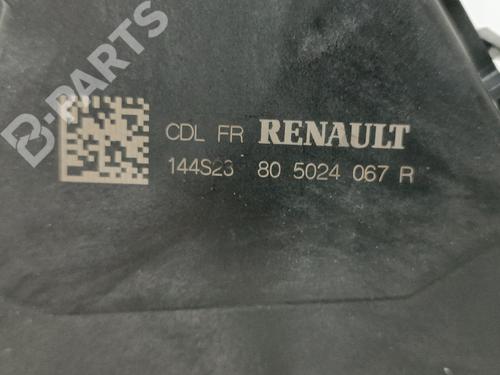 B-PARTS
CDL FR RENAULT
144S23 80 5024 067 R